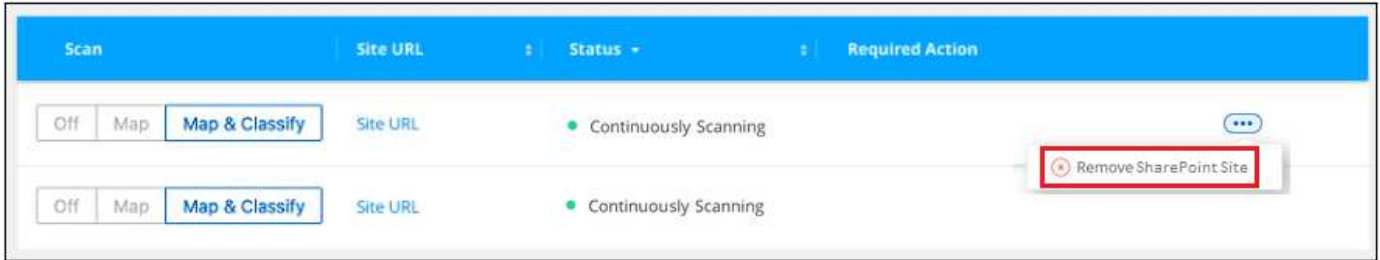 Scan Site URL Status Required Action
Off Map Map & Classify Site URL Continuously Scanning
Remove SharePoint Site
Off Map Map & Classify Site URL Continuously Scanning